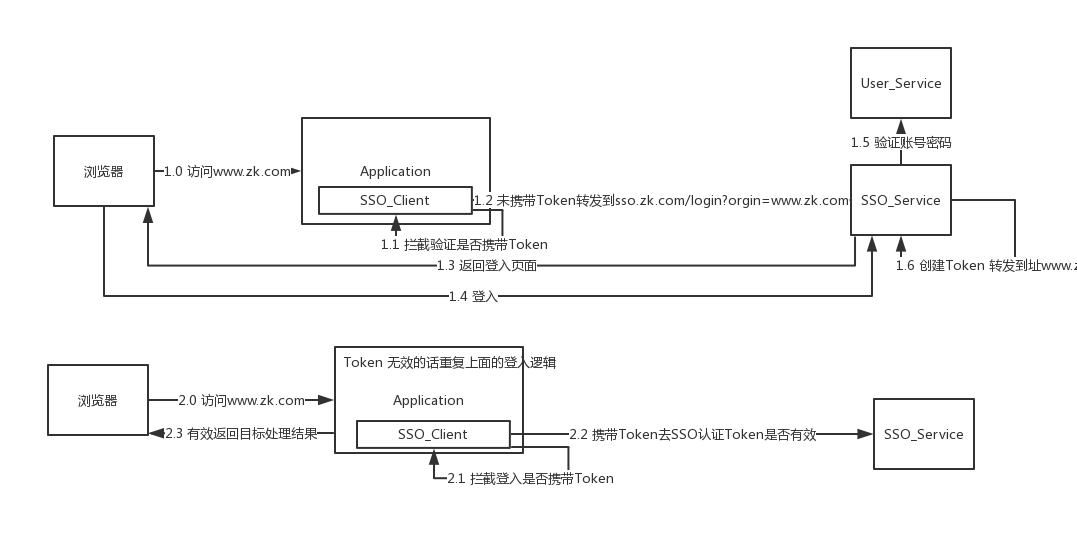 User_Service
1.5 验证账号密码
浏览器
1.0 访问www.zk.com
Application
SSO_Client
1.2 未携带Token转发到sso.zk.com/login?orgin=www.zk.com
SSO_Service
1.1 拦截验证是否携带Token
1.3 返回登入页面
1.6 创建Token 转发到址www.z
1.4 登入
Token 无效的话重复上面的登入逻辑
浏览器
2.0 访问www.zk.com
Application
2.3 有效返回目标处理结果
SSO_Client
2.2 携带Token去SSO认证Token是否有效
SSO_Service
2.1 拦截登入是否携带Token